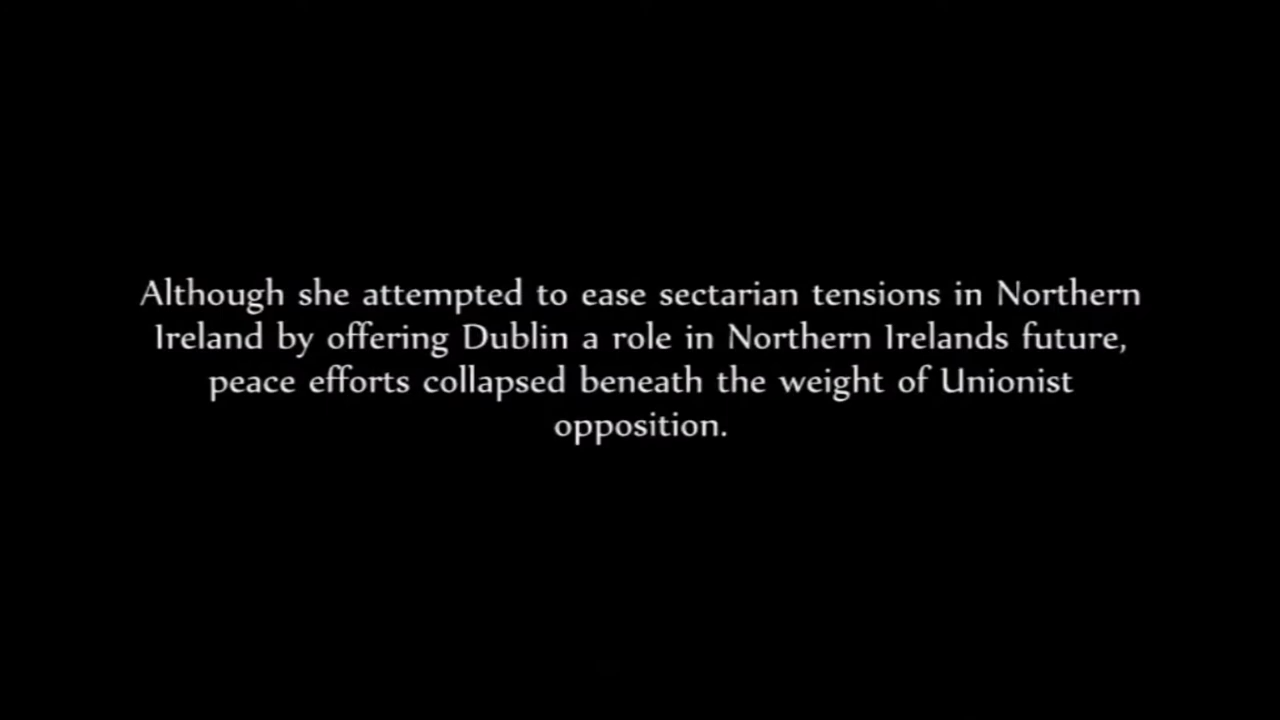 Although she attempted to ease sectarian tensions in Northern
Ireland by offering Dublin a role in Northern Irelands future,
peace efforts collapsed beneath the weight of Unionist
opposition.